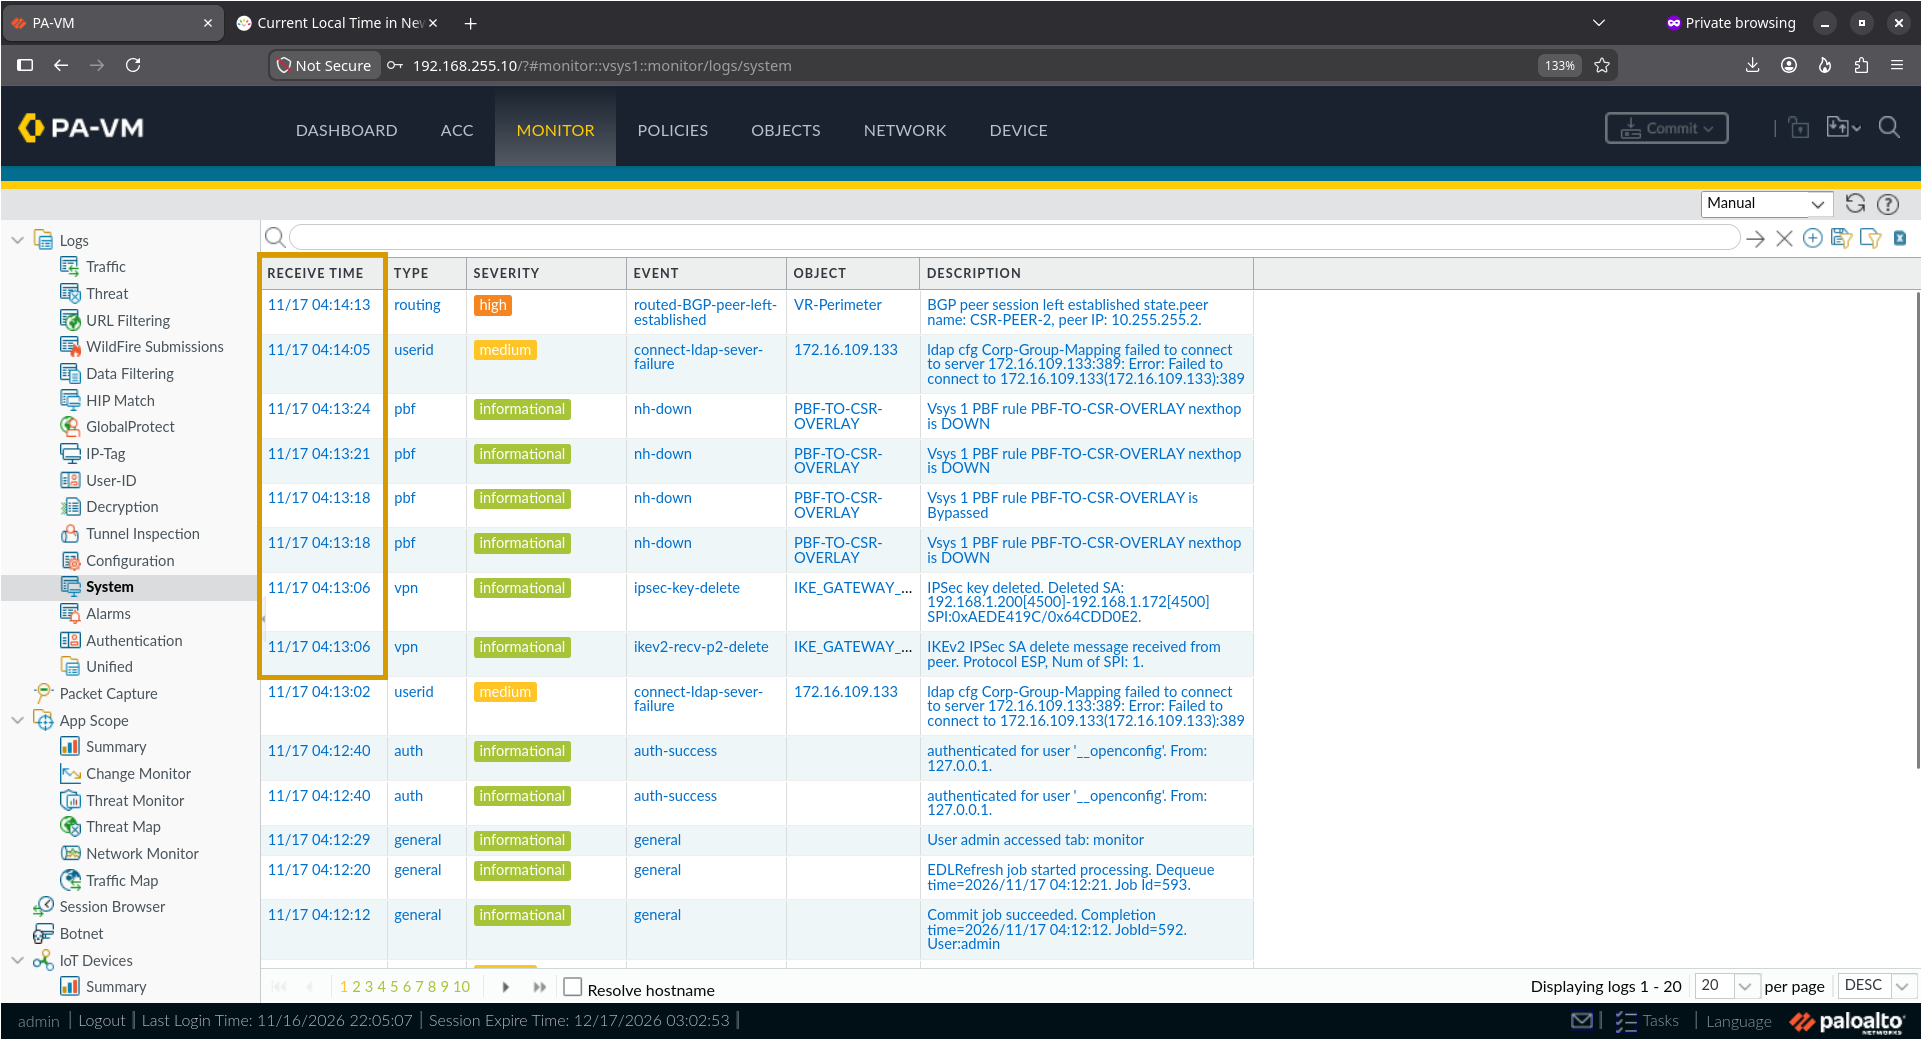 PA-VM
Current Local Time in Nev
Private browsing
Not Secure
192.168.255.10/?#monitor::vsys1::monitor/logs/system
133%
PA-VM
DASHBOARD
ACC
MONITOR
POLICIES
OBJECTS
NETWORK
DEVICE
Commit
Manual
Logs
Traffic
Threat
URL Filtering
WildFire Submissions
Data Filtering
HIP Match
GlobalProtect
IP-Tag
User-ID
Decryption
Tunnel Inspection
Configuration
System
Alarms
Authentication
Unified
Packet Capture
App Scope
Summary
Change Monitor
Threat Monitor
Threat Map
Network Monitor
Traffic Map
Session Browser
Botnet
IoT Devices
Summary
RECEIVE TIME TYPE SEVERITY EVENT OBJECT DESCRIPTION
11/17 04:14:13 routing high routed-BGP-peer-left- VR-Perimeter BGP peer session left established state.peer
established name: CSR-PEER-2, peer IP: 10.255.255.2.
11/17 04:14:05 userid medium connect-ldap-sever- 172.16.109.133 ldap cfg Corp-Group-Mapping failed to connect
failure to server 172.16.109.133:389: Error: Failed to
connect to 172.16.109.133(172.16.109.133):389
11/17 04:13:24 pbf informational nh-down PBF-TO-CSR- Vsys 1 PBF rule PBF-TO-CSR-OVERLAY nexthop
OVERLAY is DOWN
11/17 04:13:21 pbf informational nh-down PBF-TO-CSR- Vsys 1 PBF rule PBF-TO-CSR-OVERLAY nexthop
OVERLAY is DOWN
11/17 04:13:18 pbf informational nh-down PBF-TO-CSR- Vsys 1 PBF rule PBF-TO-CSR-OVERLAY is
OVERLAY Bypassed
11/17 04:13:18 pbf informational nh-down PBF-TO-CSR- Vsys 1 PBF rule PBF-TO-CSR-OVERLAY nexthop
OVERLAY is DOWN
11/17 04:13:06 vpn informational ipsec-key-delete IKE_GATEWAY_... IPSec key deleted. Deleted SA:
192.168.1.200[4500]-192.168.1.172[4500]
SPI:0xAEDE419C/0x64CDD0E2.
11/17 04:13:06 vpn informational ikev2-recv-p2-delete IKE_GATEWAY_... IKEv2 IPSec SA delete message received from
peer. Protocol ESP, Num of SPI: 1.
11/17 04:13:02 userid medium connect-ldap-sever- 172.16.109.133 ldap cfg Corp-Group-Mapping failed to connect
failure to server 172.16.109.133:389: Error: Failed to
connect to 172.16.109.133(172.16.109.133):389
11/17 04:12:40 auth informational auth-success authenticated for user '__openconfig'. From:
127.0.0.1.
11/17 04:12:40 auth informational auth-success authenticated for user '__openconfig'. From:
127.0.0.1.
11/17 04:12:29 general informational general User admin accessed tab: monitor
11/17 04:12:20 general informational general EDLRefresh job started processing. Dequeue
time=2026/11/17 04:12:21. Job Id=593.
11/17 04:12:12 general informational general Commit job succeeded. Completion
time=2026/11/17 04:12:12. JobId=592.
User:admin
1 2 3 4 5 6 7 8 9 10
Resolve hostname
Displaying logs 1 - 20
20
per page
DESC
admin | Logout | Last Login Time: 11/16/2026 22:05:07 | Session Expire Time: 12/17/2026 03:02:53 |
Tasks | Language
paloalto
NETWORKS